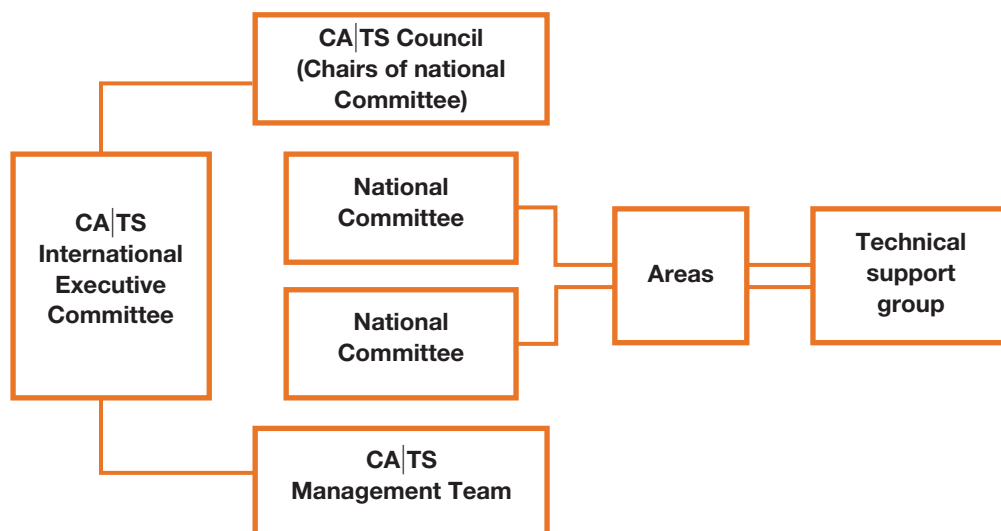 CA|TS Council
(Chairs of national
Committee)
CA|TS
International
Executive
Committee
National
Committee
National
Committee
Areas
Technical
support
group
CA|TS
Management Team